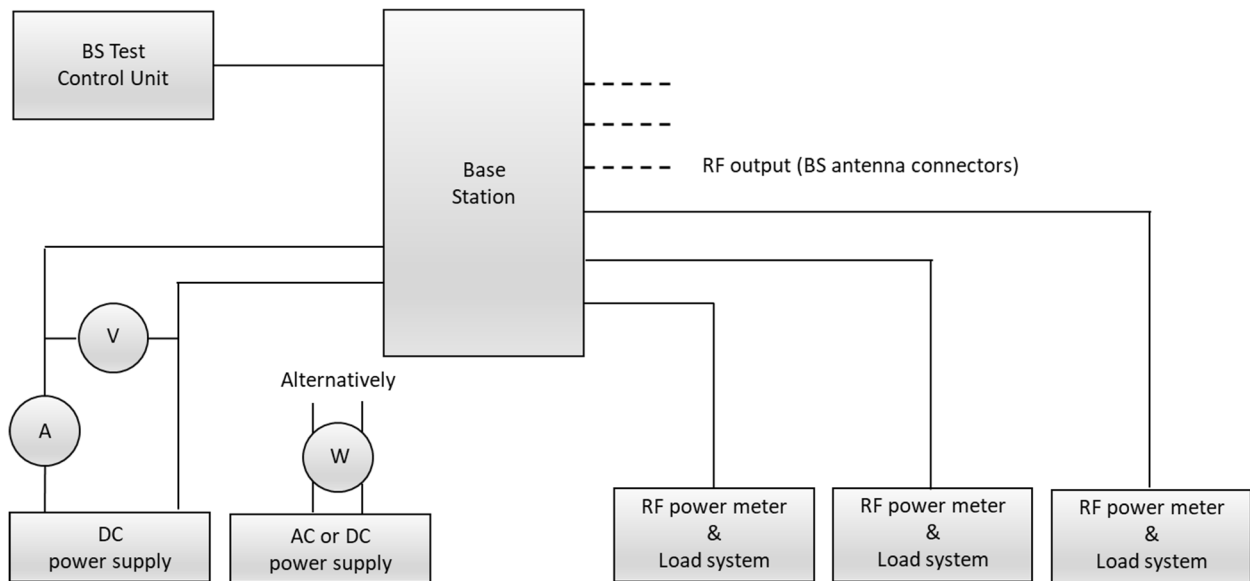 BS Test
Control Unit
Base
Station
RF output (BS antenna connectors)
V
Alternatively
A
W
DC
power supply
AC or DC
power supply
RF power meter
&
Load system
RF power meter
&
Load system
RF power meter
&
Load system